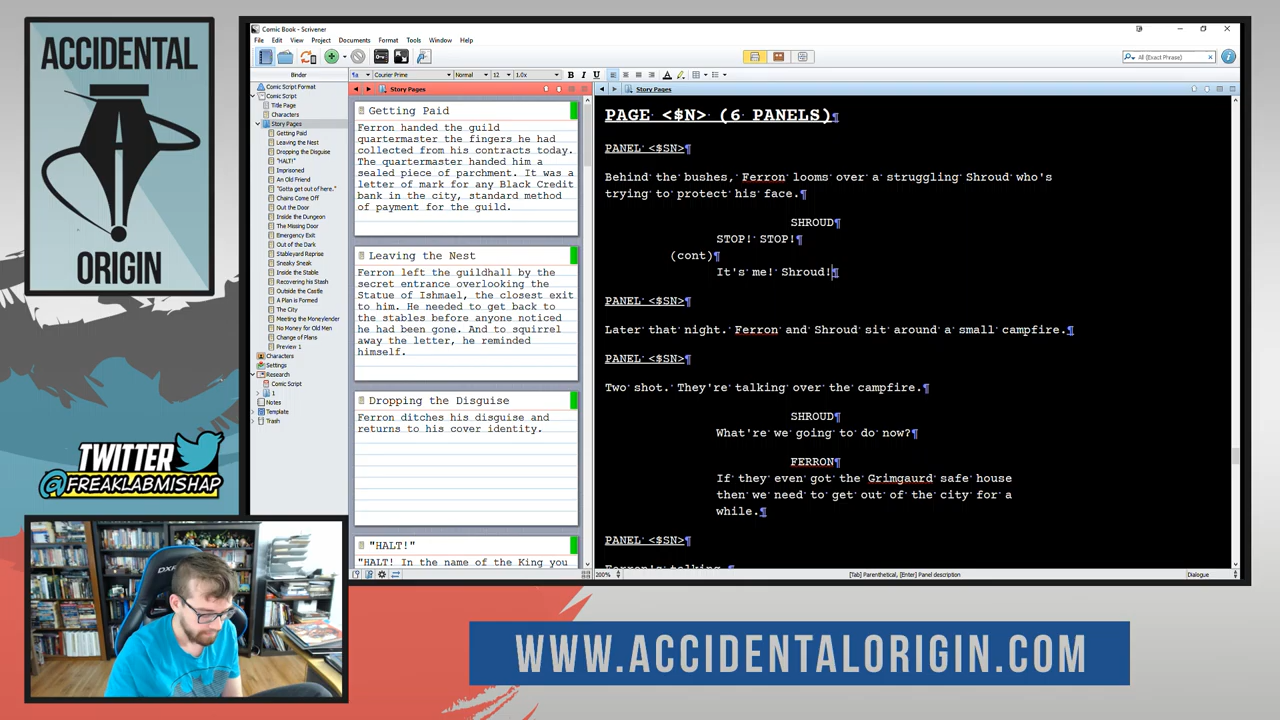 ACCIDENTAL
ORIGIN
TWITTER
@FREAKLABMISHAP
Comic Book - Scrivener
File Edit View Project Documents Format Tools Window Help
All (Exact Phrase)
Courier Prime Normal 12 1.0x B I U A
Binder
Comic Script Format
Comic Script
Title Page
Characters
Story Pages
Getting Paid
Leaving the Nest
Dropping the Disguise
"HALT!"
Imprisoned
An Old Friend
"Gotta get out of here."
Chains Come Off
Out the Door
Inside the Dungeon
The Missing Door
Emergency Exit
Out of the Dark
Stableyard Reprise
Sneaky Sneak
Inside the Stable
Recovering his Stash
Outside the Castle
A Plan is Formed
The City
Meeting the Moneylender
No Money for Old Men
Change of Plans
Preview 1
Characters
Settings
Research
Comic Script
1
Notes
Template
Trash
Story Pages
Getting Paid
Ferron handed the guild
quartermaster the fingers he had
collected from his contracts today.
The quartermaster handed him a
sealed piece of parchment. It was a
letter of mark for any Black Credit
bank in the city, standard method
of payment for the guild.
Leaving the Nest
Ferron left the guildhall by the
secret entrance overlooking the
Statue of Ishmael, the closest exit
to him. He needed to get back to
the stables before anyone noticed
he had been gone. And to squirrel
away the letter, he reminded
himself.
Dropping the Disguise
Ferron ditches his disguise and
returns to his cover identity.
"HALT!"
"HALT! In the name of the King you
Story Pages
PAGE <$N> (6 PANELS)¶
PANEL <$SN>¶
Behind the bushes, Ferron looms over a struggling Shroud who's
trying to protect his face.¶
SHROUD¶
STOP! STOP!¶
(cont)¶
It's me! Shroud!¶
PANEL <$SN>¶
Later that night. Ferron and Shroud sit around a small campfire.¶
PANEL <$SN>¶
Two shot. They're talking over the campfire.¶
SHROUD¶
What're we going to do now?¶
FERRON¶
If they even got the Grimgaurd safe house
then we need to get out of the city for a
while.¶
PANEL <$SN>¶
Ferron's talking.¶
200% [Tab] Parenthetical, [Enter] Panel description Dialogue
WWW.ACCIDENTALORIGIN.COM